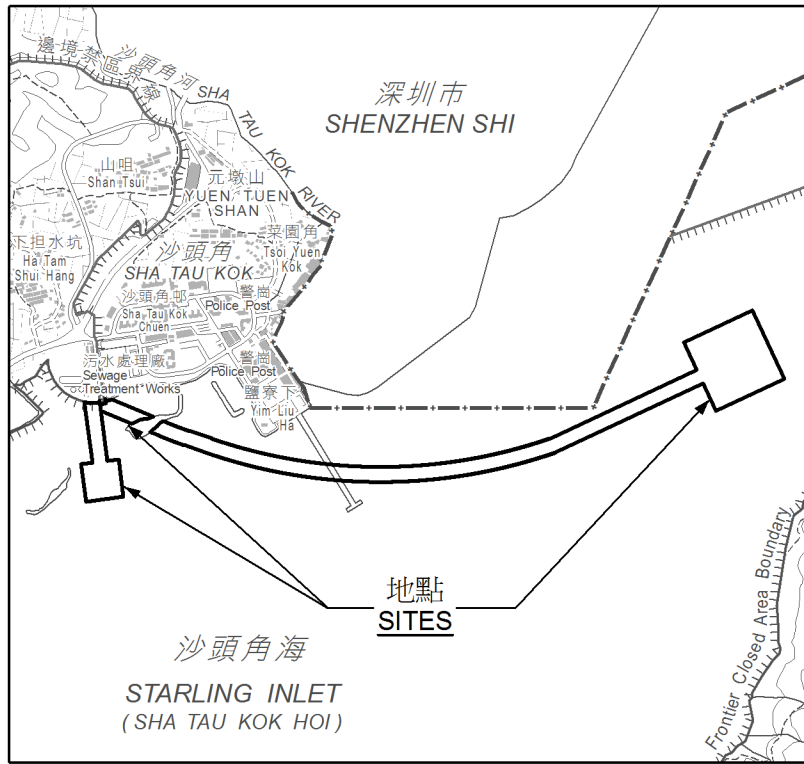 沙頭角河
SHA TAU KOK RIVER
邊境禁區界線
深圳市
SHENZHEN SHI
山咀
Shan Tsui
元墩山
YUEN TUEN
SHAN
菜園角
Tsoi Yuen
Kok
下担水坑
Ha Tam
Shui Hang
沙頭角
SHA TAU KOK
沙頭角邨
Sha Tau Kok
Chuen
警崗
Police Post
污水處理廠
Sewage
Treatment Works
警崗
Police Post
鹽寮下
Yim Liu
Ha
地點
SITES
沙頭角海
STARLING INLET
( SHA TAU KOK HOI )
Frontier Closed Area Boundary